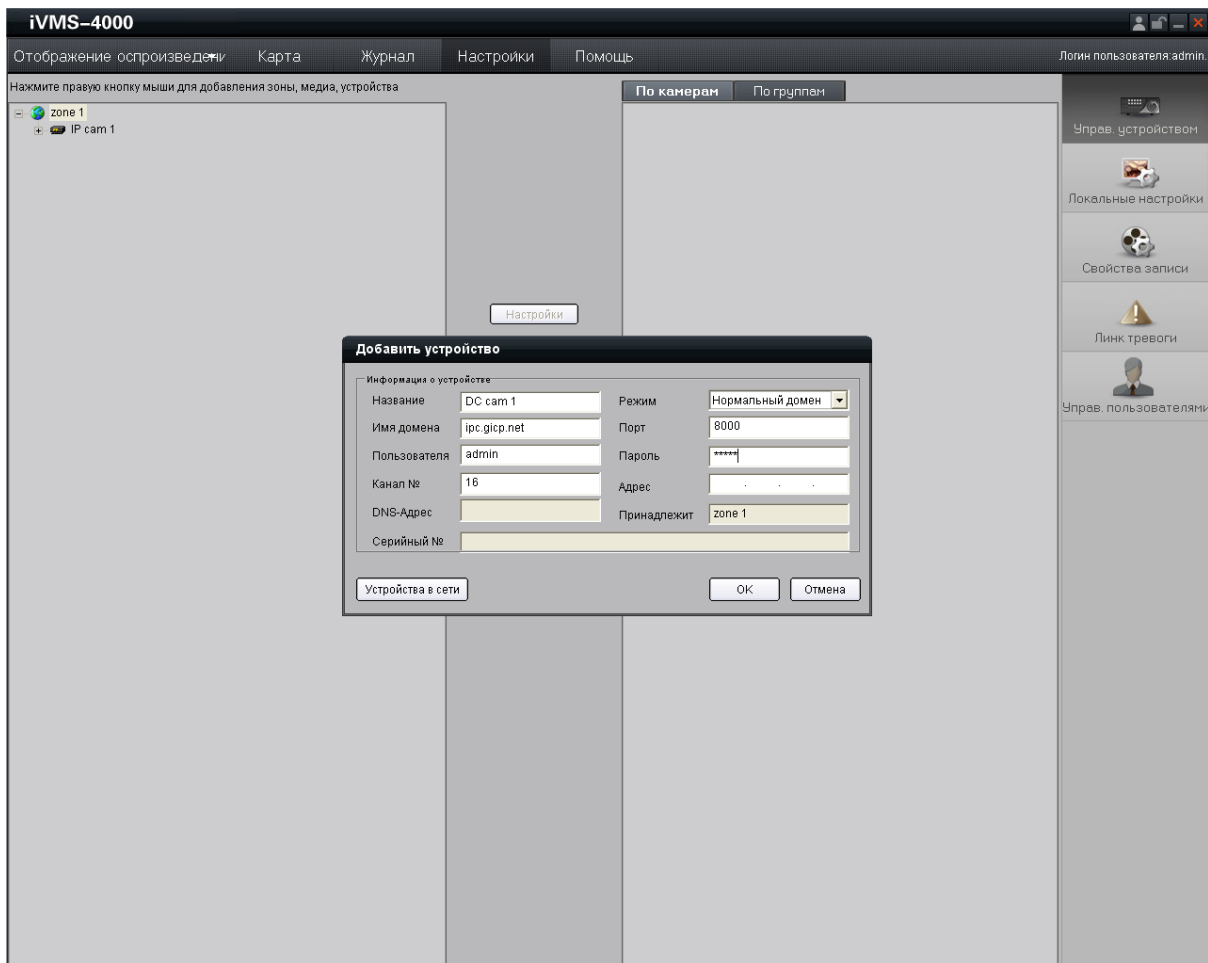 iVMS-4000
Отображение оспроизведени Карта Журнал Настройки Помощь Логин пользователя:admin.
Нажмите правую кнопку мыши для добавления зоны, медиа, устройства
zone 1
IP cam 1
Настройки
По камерам По группам
Управ. устройством
Локальные настройки
Свойства записи
Линк тревоги
Управ. пользователями
Добавить устройство
Информация о устройстве
Название DC cam 1 Режим Нормальный домен
Имя домена ipc.gicp.net Порт 8000
Пользователя admin Пароль *****
Канал № 16 Адрес . . .
DNS-Адрес Принадлежит zone 1
Серийный №
Устройства в сети OK Отмена